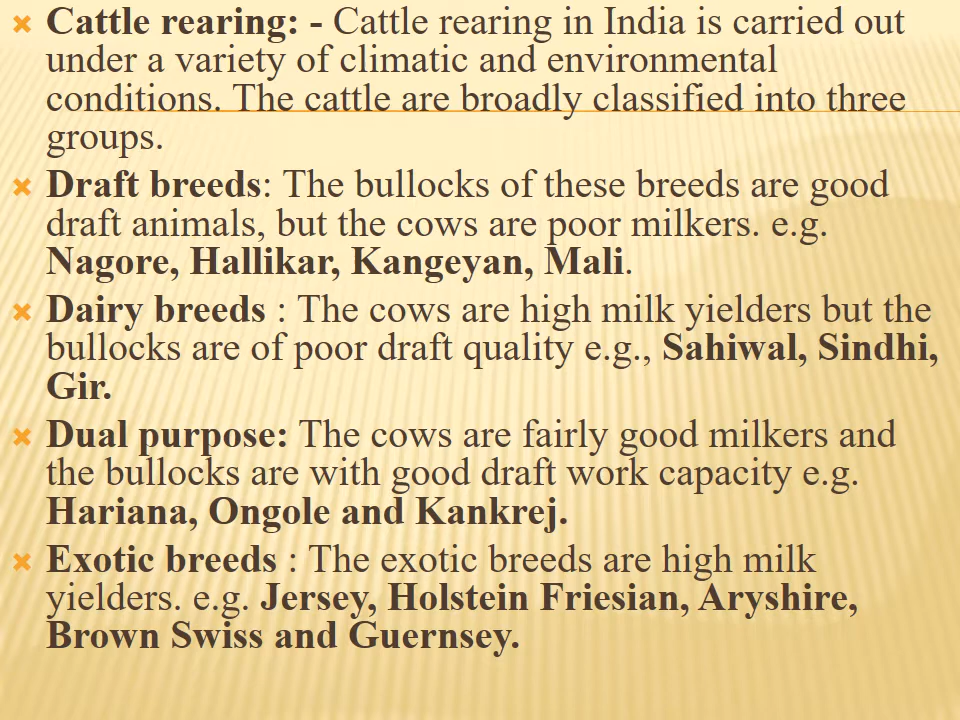 Cattle rearing: - Cattle rearing in India is carried out
under a variety of climatic and environmental
conditions. The cattle are broadly classified into three
groups.
Draft breeds: The bullocks of these breeds are good
draft animals, but the cows are poor milkers. e.g.
Nagore, Hallikar, Kangeyan, Mali.
Dairy breeds : The cows are high milk yielders but the
bullocks are of poor draft quality e.g., Sahiwal, Sindhi,
Gir.
Dual purpose: The cows are fairly good milkers and
the bullocks are with good draft work capacity e.g.
Hariana, Ongole and Kankrej.
Exotic breeds : The exotic breeds are high milk
yielders. e.g. Jersey, Holstein Friesian, Aryshire,
Brown Swiss and Guernsey.